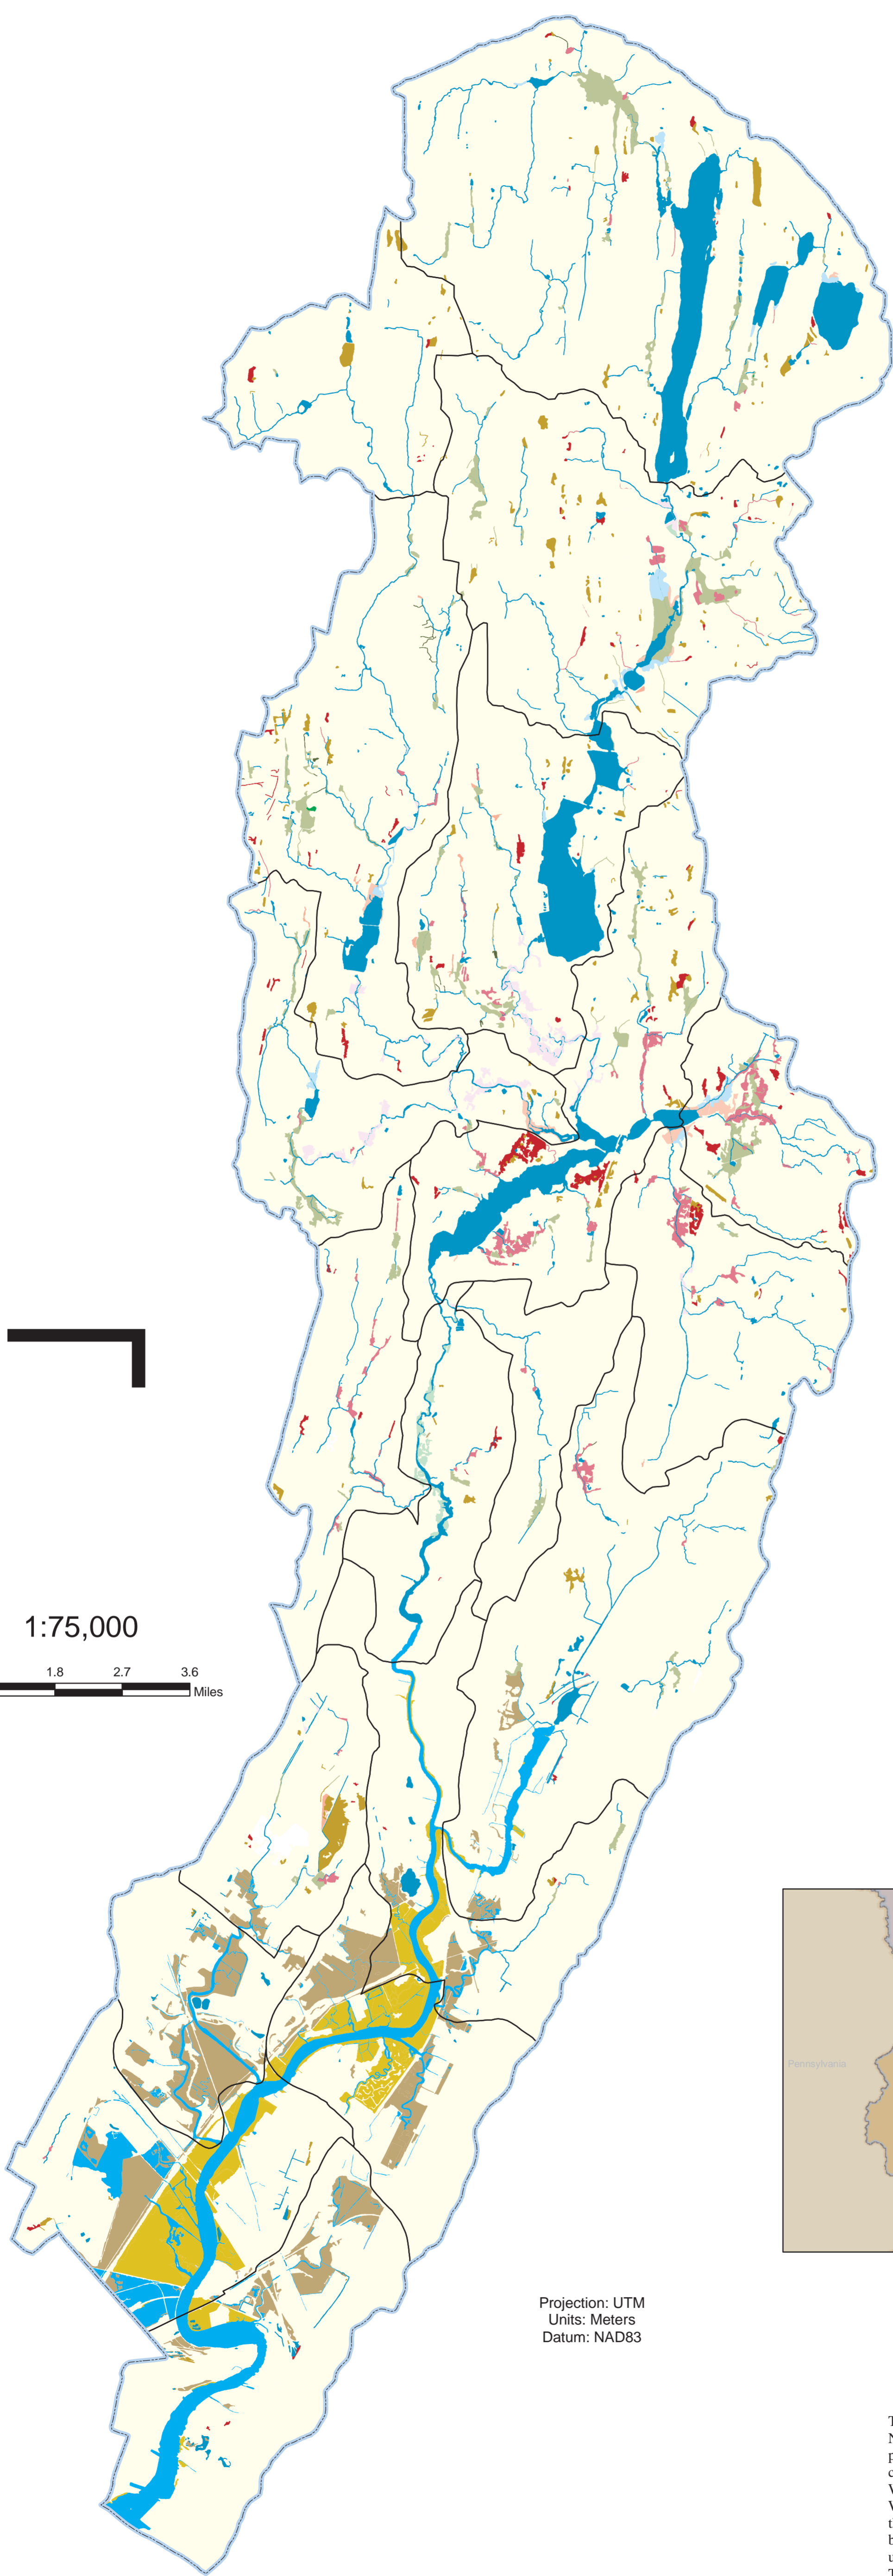 1:75,000
1.8 2.7 3.6
Miles
Pennsylvania
Projection: UTM
Units: Meters
Datum: NAD83